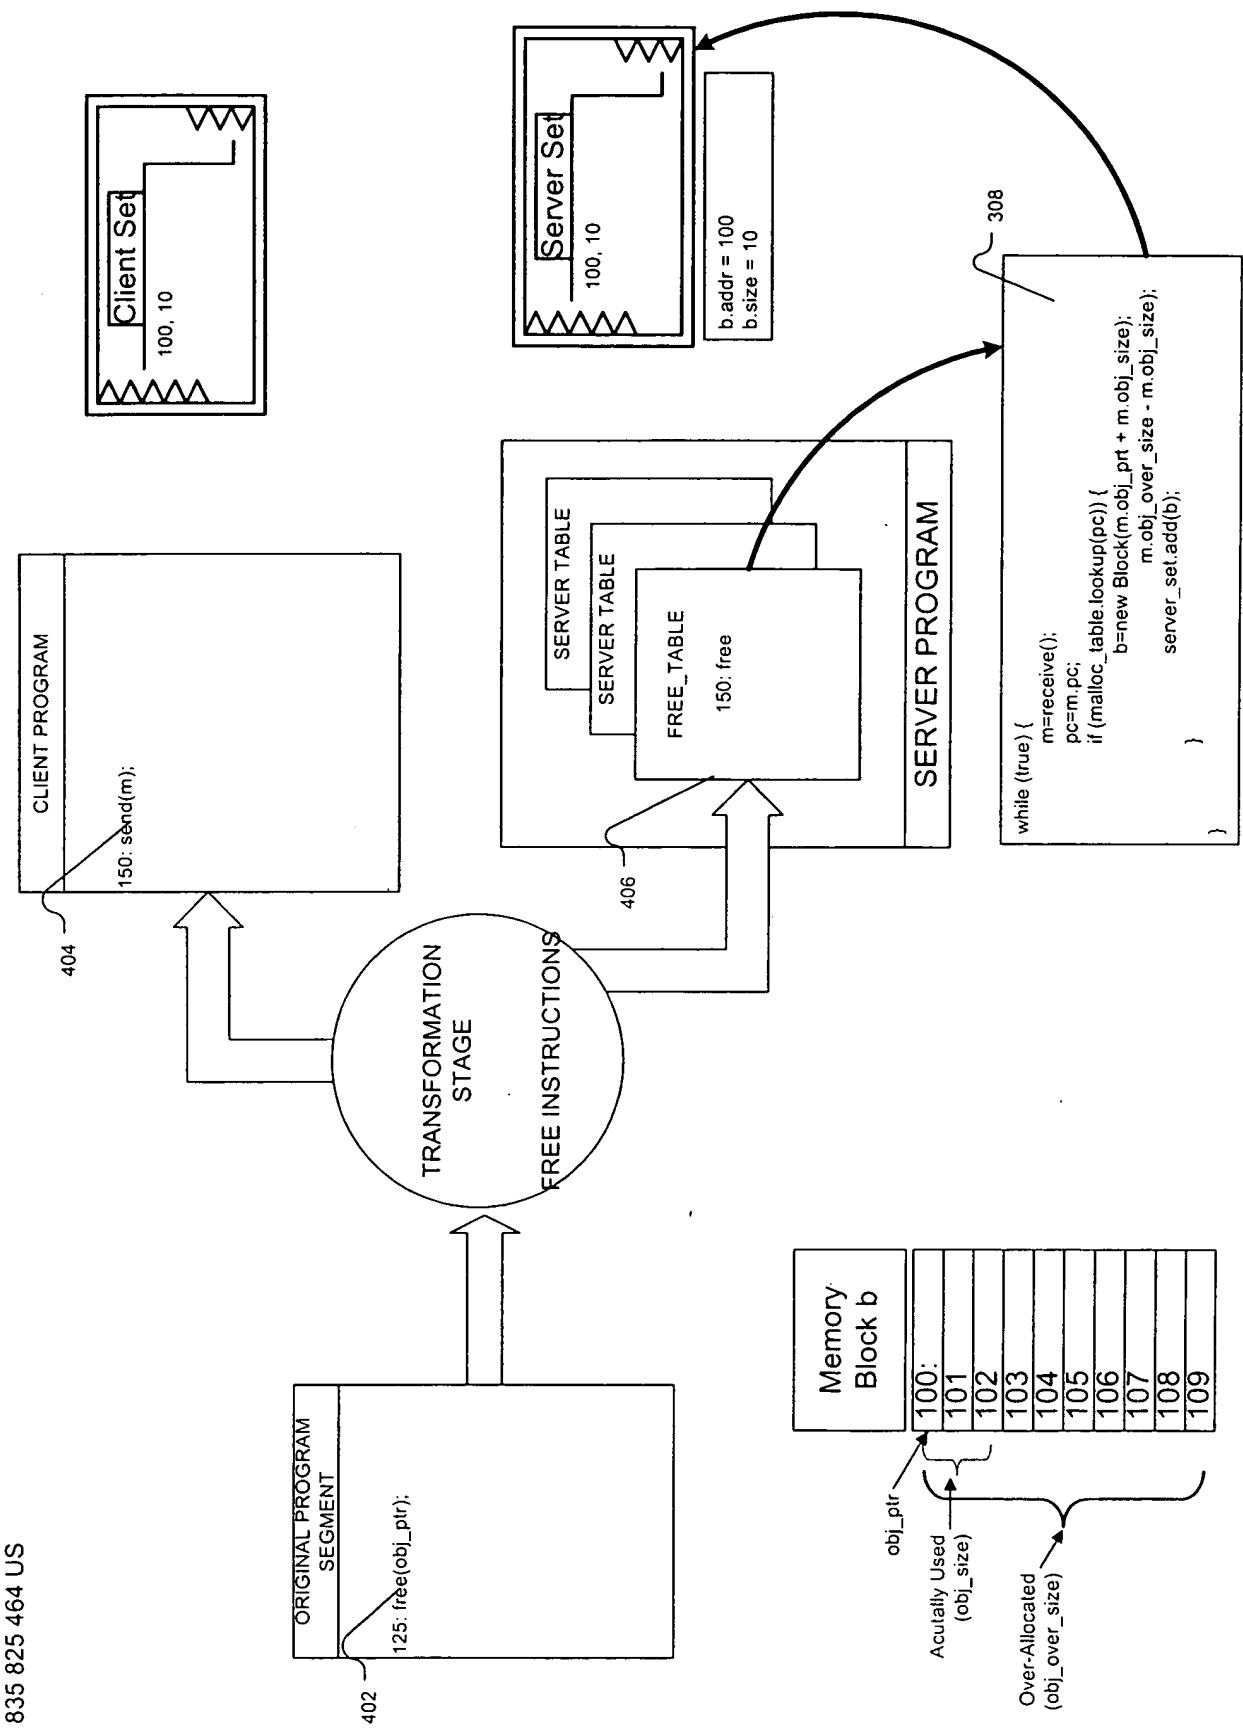 835 825 464 US
ORIGINAL PROGRAM
SEGMENT
125: free(obj_ptr);
402
TRANSFORMATION
STAGE
FREE INSTRUCTIONS
CLIENT PROGRAM
150: send(m);
404
Client Set
100, 10
SERVER TABLE
SERVER TABLE
FREE_TABLE
150: free
SERVER PROGRAM
406
Server Set
100, 10
b.addr = 100
b.size = 10
308
while (true) {
m=receive();
pc=m.pc;
if (malloc_table.lookup(pc)) {
b=new Block(m.obj_prt + m.obj_size);
m.obj_over_size - m.obj_size);
server_set.add(b);
}
}
Memory
Block b
100:
101
102
103
104
105
106
107
108
109
obj_ptr
Acutally Used
(obj_size)
Over-Allocated
(obj_over_size)